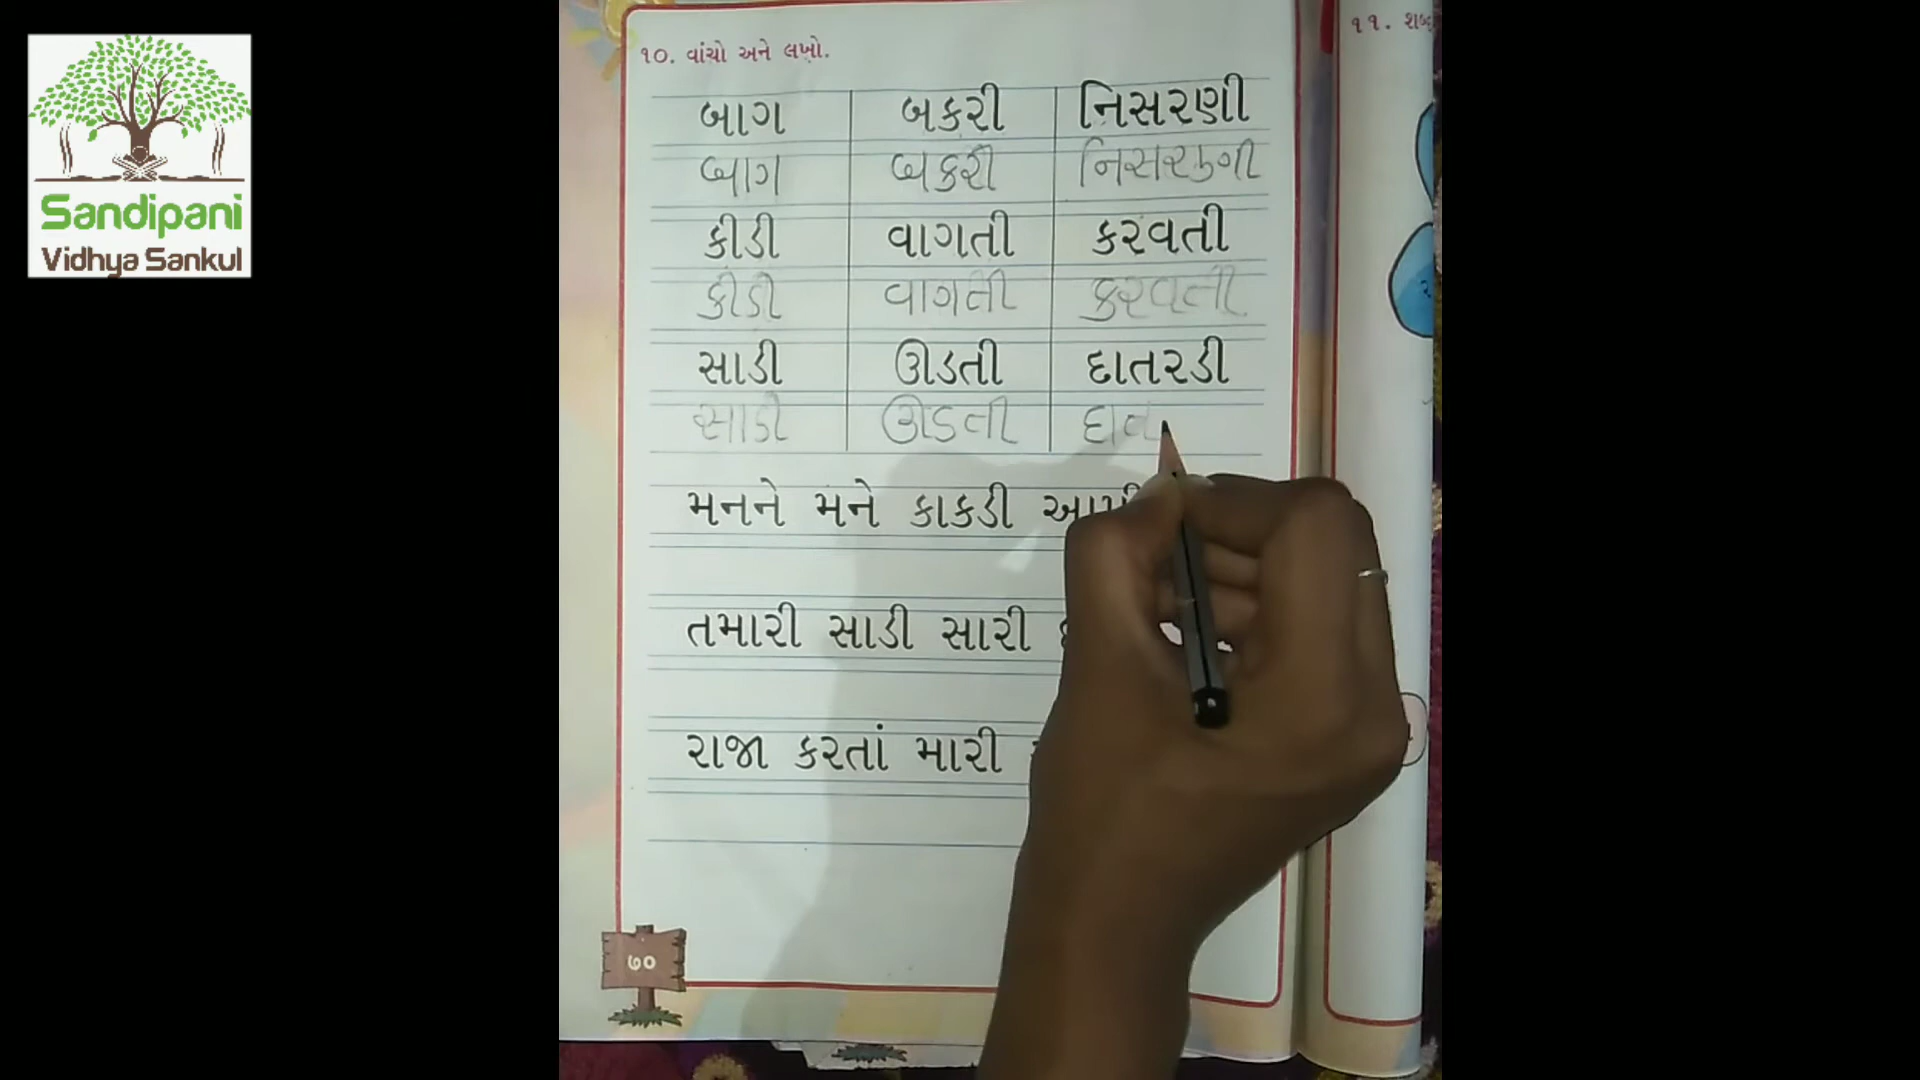 Sandipani
Vidhya Sankul
૧૦. વાંચો અને લખો.
બાગ બકરી નિસરણી
બાગ બકરી નિસરણી
કીડી વાગતી કરવતી
કીડી વાગતી કરવતી
સાડી ઊડતી દાતરડી
સાડી ઊડતી દાત
મનને મને કાકડી
તમારી સાડી સારી
રાજા કરતાં મારી
૭૦
૧૧.